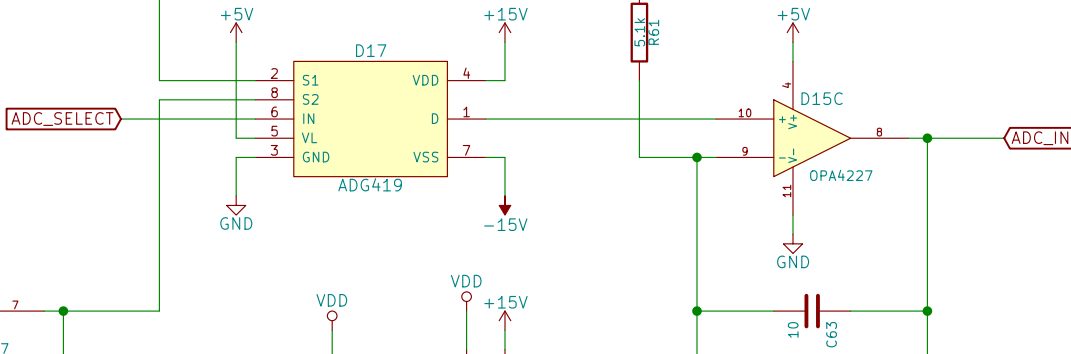 +5V
+15V
5.1k
R61
+5V
D17
2
S1
VDD
4
8
S2
ADC_SELECT
6
IN
D
1
5
VL
3
GND
VSS
7
ADG419
GND
-15V
4
D15C
10
+
V+
8
ADC_IN
9
-
V-
11
OPA4227
GND
VDD
VDD
+15V
7
10
C63
7